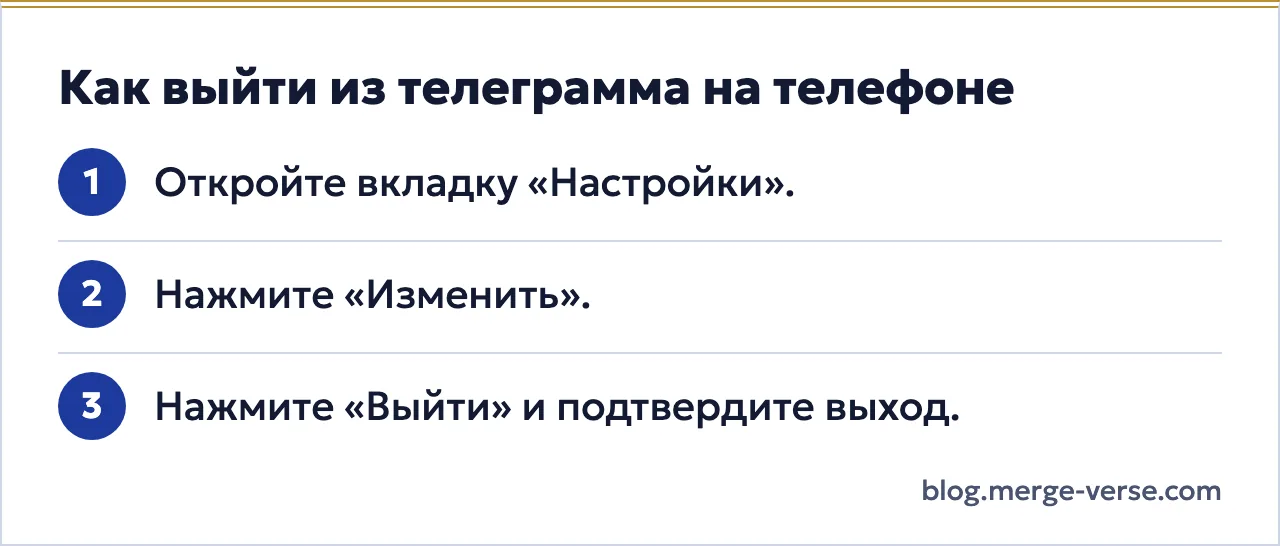 Как выйти из телеграмма на телефоне
1 Откройте вкладку «Настройки».
2 Нажмите «Изменить».
3 Нажмите «Выйти» и подтвердите выход.
blog.merge-verse.com